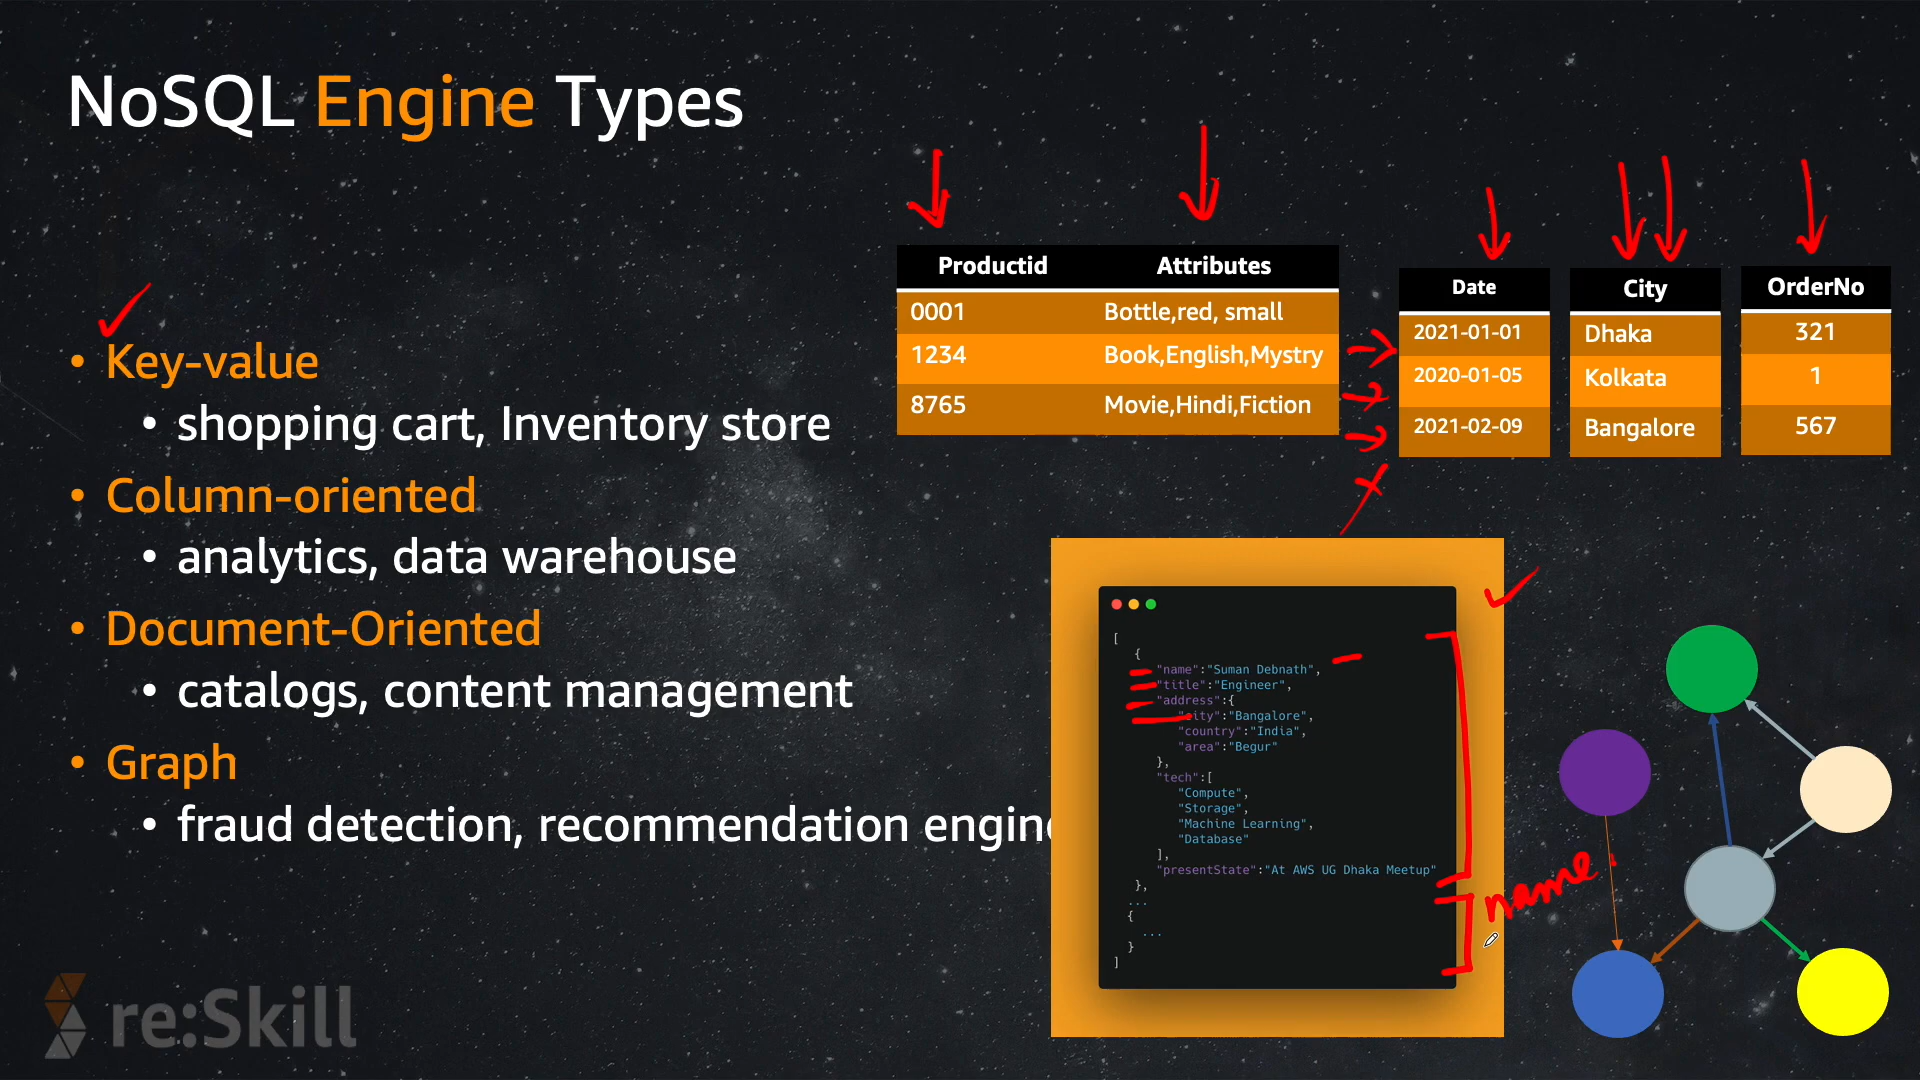 NoSQL Engine Types
• Key-value
• shopping cart, Inventory store
• Column-oriented
• analytics, data warehouse
• Document-Oriented
• catalogs, content management
• Graph
• fraud detection, recommendation engine
Productid Attributes
0001 Bottle,red, small
1234 Book,English,Mystry
8765 Movie,Hindi,Fiction
Date
2021-01-01
2020-01-05
2021-02-09
City
Dhaka
Kolkata
Bangalore
OrderNo
321
1
567
[
{
"name":"Suman Debnath",
"title":"Engineer",
"address":{
"city":"Bangalore",
"country":"India",
"area":"Begur"
},
"tech":[
"Compute",
"Storage",
"Machine Learning",
"Database"
],
"presentState":"At AWS UG Dhaka Meetup"
},
...
{
...
}
]
name
re:Skill